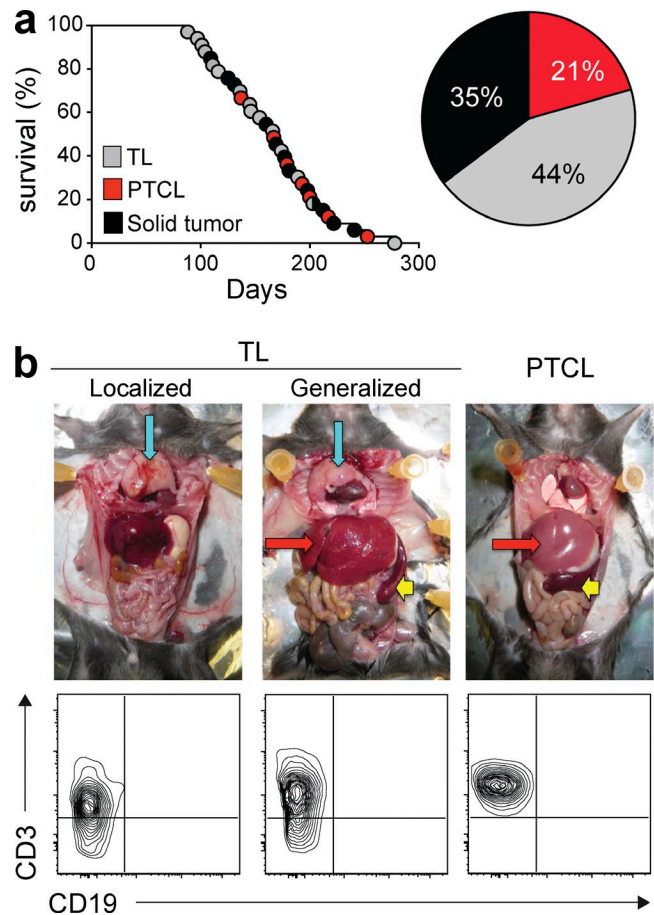 a
survival (%)
100
80
60
40
20
0
TL
PTCL
Solid tumor
0
100
200
300
Days
35%
21%
44%
b
TL
PTCL
Localized
Generalized
CD3
CD19